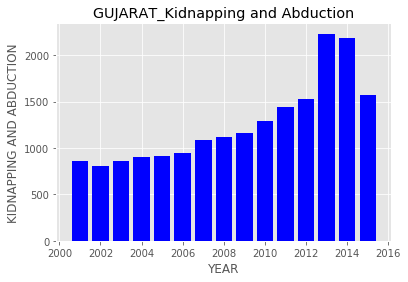 GUJARAT_Kidnapping and Abduction
KIDNAPPING AND ABDUCTION
2000
1500
1000
500
0
2000 2002 2004 2006 2008 2010 2012 2014 2016
YEAR